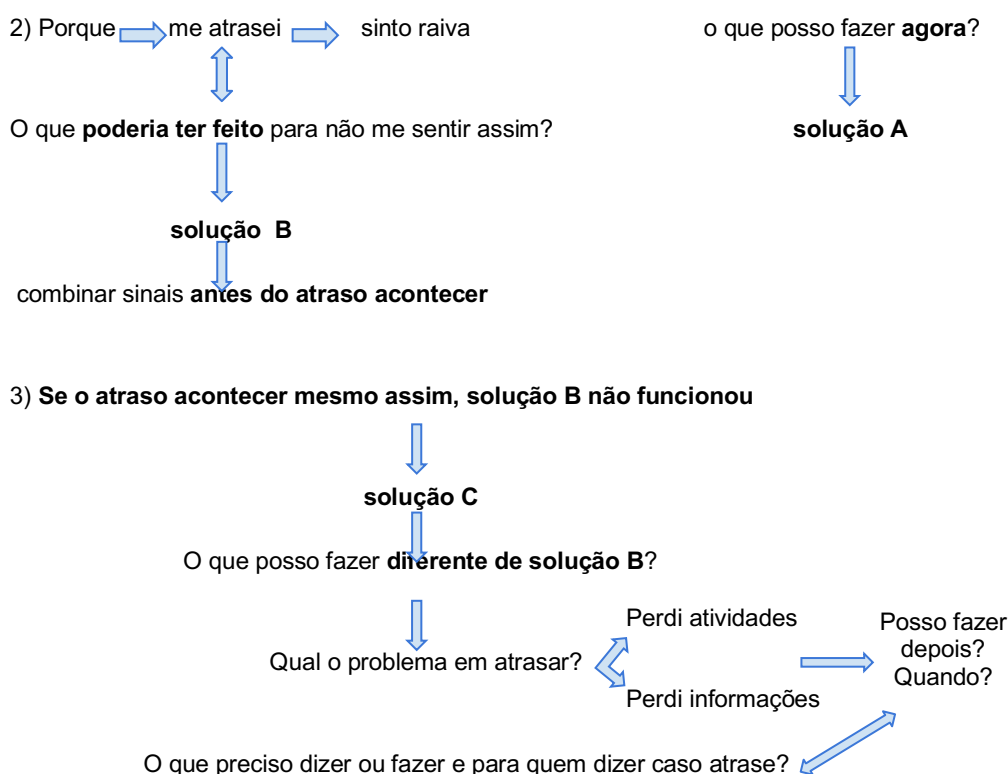 2) Porque me atrasei sinto raiva o que posso fazer agora?
O que poderia ter feito para não me sentir assim? solução A
solução B
combinar sinais antes do atraso acontecer
3) Se o atraso acontecer mesmo assim, solução B não funcionou
solução C
O que posso fazer diferente de solução B?
Perdi atividades
Posso fazer
depois?
Quando?
Qual o problema em atrasar?
Perdi informações
O que preciso dizer ou fazer e para quem dizer caso atrase?